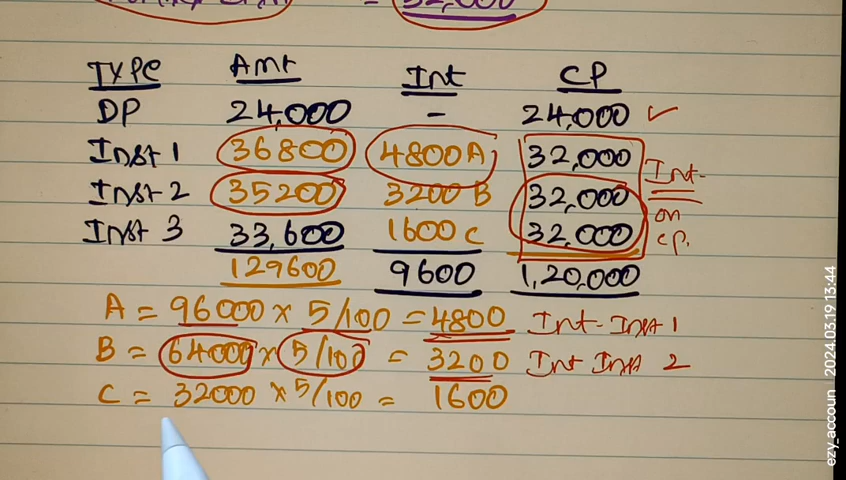 = 32,000
TYPE Amt Int CP
DP 24,000 - 24,000 ✓
Inst 1 36800 4800A 32,000 Int-
Inst 2 35200 3200 B 32,000 on
Inst 3 33,600 1600 C 32,000 CP.
129600 9600 1,20,000
A = 96000 x 5/100 = 4800 Int-Inst 1
B = 64000 x 5/100 = 3200 Int Inst 2
C = 32000 x 5/100 = 1600
ezy_accoun 2024.03.19 13:44